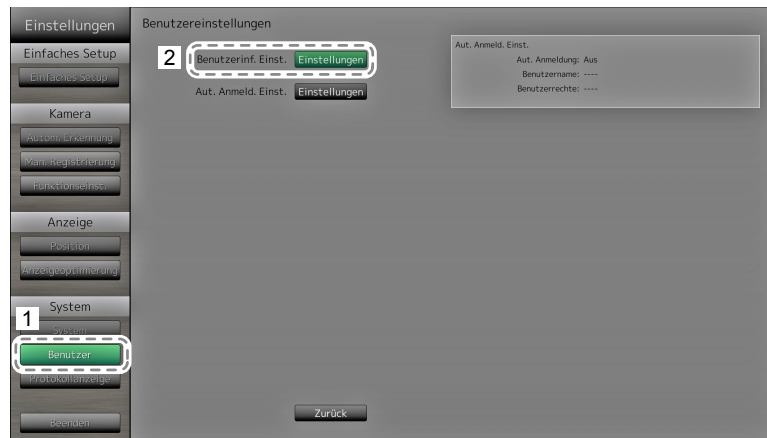 Einstellungen
Einfaches Setup
Einfaches Setup
Kamera
Autom. Erkennung
Man. Registrierung
Funktionseinst.
Anzeige
Position
Anzeigeoptimierung
System
1
System
Benutzer
Protokollanzeige
Beenden
Benutzereinstellungen
2
Benutzerinf. Einst. Einstellungen
Aut. Anmeld. Einst. Einstellungen
Zurück
Aut. Anmeld. Einst.
Aut. Anmeldung: Aus
Benutzername: ----
Benutzerrechte: ----